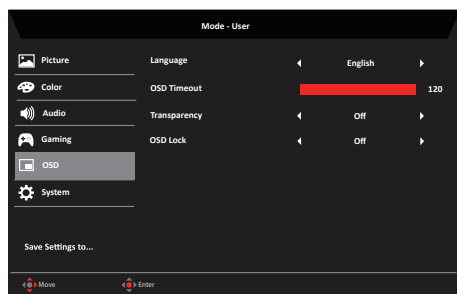 Mode - User
Picture
Language English
Color
OSD Timeout 120
Audio
Transparency Off
Gaming
OSD Lock Off
OSD
System
Save Settings to...
Move Enter